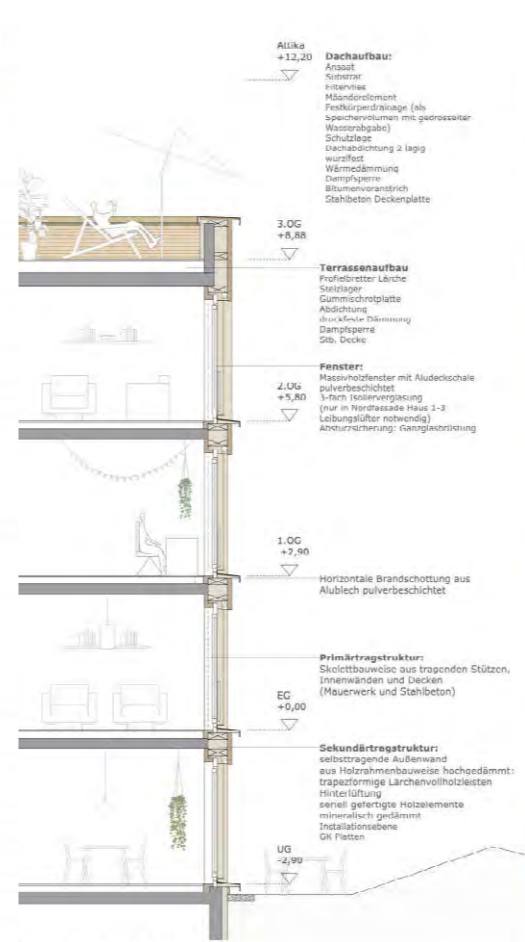 Attika
+12,20
Dachaufbau:
Ansaat
Substrat
Filtervlies
Mäanderelement
Festkörperdrainage (als
Speichervolumen mit gedrosselter
Wasserabgabe)
Schutzlage
Dachabdichtung 2 lagig
wurzlfest
Wärmedämmung
Dampfsperre
Bitumenvoranstrich
Stahlbeton Deckenplatte
3.OG
+8,88
Terrassenaufbau
Profielbretter Lärche
Stelzlager
Gummischrotplatte
Abdichtung
druckfeste Dämmung
Dampfsperre
Stb. Decke
Fenster:
Massivholzfenster mit Aludeckschale
pulverbeschichtet
3-fach Isolierverglasung
(nur in Nordfassade Haus 1-3
Leibungslüfter notwendig)
Absturzsicherung: Ganzglasbrüstung
2.OG
+5,80
1.OG
+2,90
Horizontale Brandschottung aus
Alublech pulverbeschichtet
Primärtragstruktur:
Skelettbauweise aus tragenden Stützen,
Innenwänden und Decken
(Mauerwerk und Stahlbeton)
EG
+0,00
Sekundärtragstruktur:
selbsttragende Außenwand
aus Holzrahmenbauweise hochgedämmt:
trapezförmige Lärchenvollholzleisten
Hinterlüftung
seriell gefertigte Holzelemente
mineralisch gedämmt
Installationsebene
GK Platten
UG
-2,90